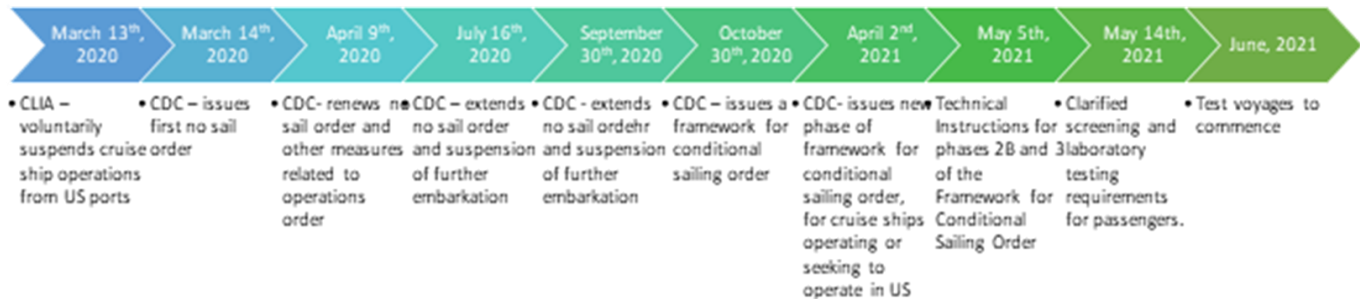 March 13th,
2020
March 14th,
2020
April 9th,
2020
July 16th,
2020
September
30th, 2020
October
30th, 2020
April 2nd,
2021
May 5th,
2021
May 14th,
2021
June, 2021
• CLIA –
voluntarily
suspends cruise
ship operations
from US ports
• CDC – issues
first no sail
order
• CDC- renews no
sail order and
other measures
related to
operations
order
• CDC – extends
no sail order
and suspension
of further
embarkation
• CDC - extends
no sail ordehr
and suspension
of further
embarkation
• CDC – issues a
framework for
conditional
sailing order
• CDC- issues new
phase of
framework for
conditional
sailing order,
for cruise ships
operating or
seeking to
operate in US
• Technical
Instructions for
phases 2B and 3
of the
Framework for
Conditional
Sailing Order
• Clarified
screening and
laboratory
testing
requirements
for passengers.
• Test voyages to
commence